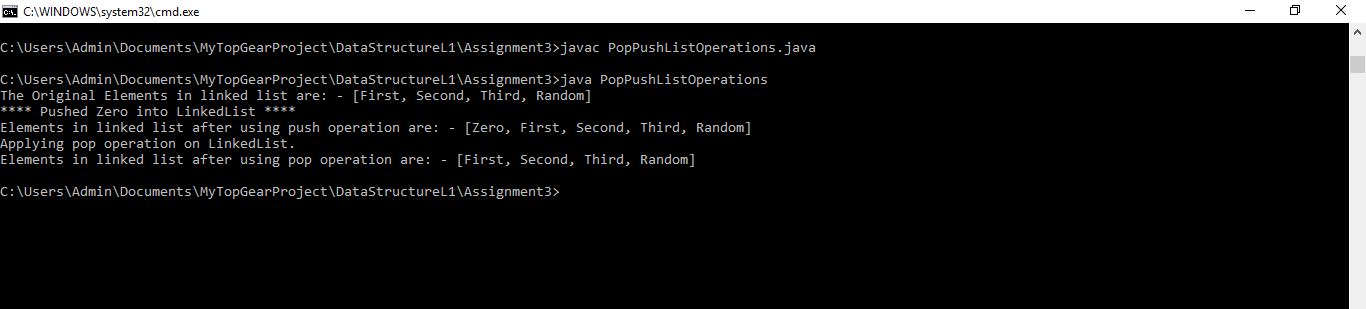 C:\WINDOWS\system32\cmd.exe
C:\Users\Admin\Documents\MyTopGearProject\DataStructureL1\Assignment3>javac PopPushListOperations.java
C:\Users\Admin\Documents\MyTopGearProject\DataStructureL1\Assignment3>java PopPushListOperations
The Original Elements in linked list are: - [First, Second, Third, Random]
**** Pushed Zero into LinkedList ****
Elements in linked list after using push operation are: - [Zero, First, Second, Third, Random]
Applying pop operation on LinkedList.
Elements in linked list after using pop operation are: - [First, Second, Third, Random]
C:\Users\Admin\Documents\MyTopGearProject\DataStructureL1\Assignment3>